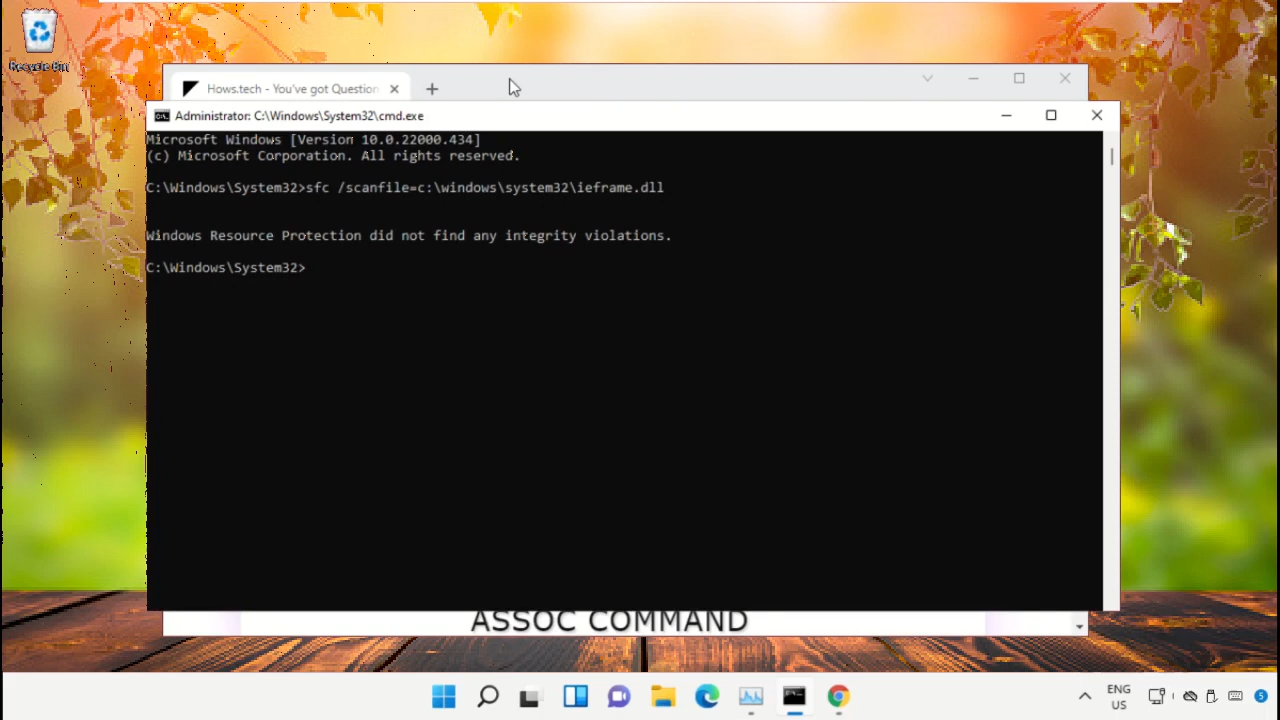 Recycle Bin
Hows.tech - You've got Question
Administrator: C:\Windows\System32\cmd.exe
Microsoft Windows [Version 10.0.22000.434]
(c) Microsoft Corporation. All rights reserved.
C:\Windows\System32>sfc /scanfile=c:\windows\system32\ieframe.dll
Windows Resource Protection did not find any integrity violations.
C:\Windows\System32>
ASSOC COMMAND
ENG
US
5